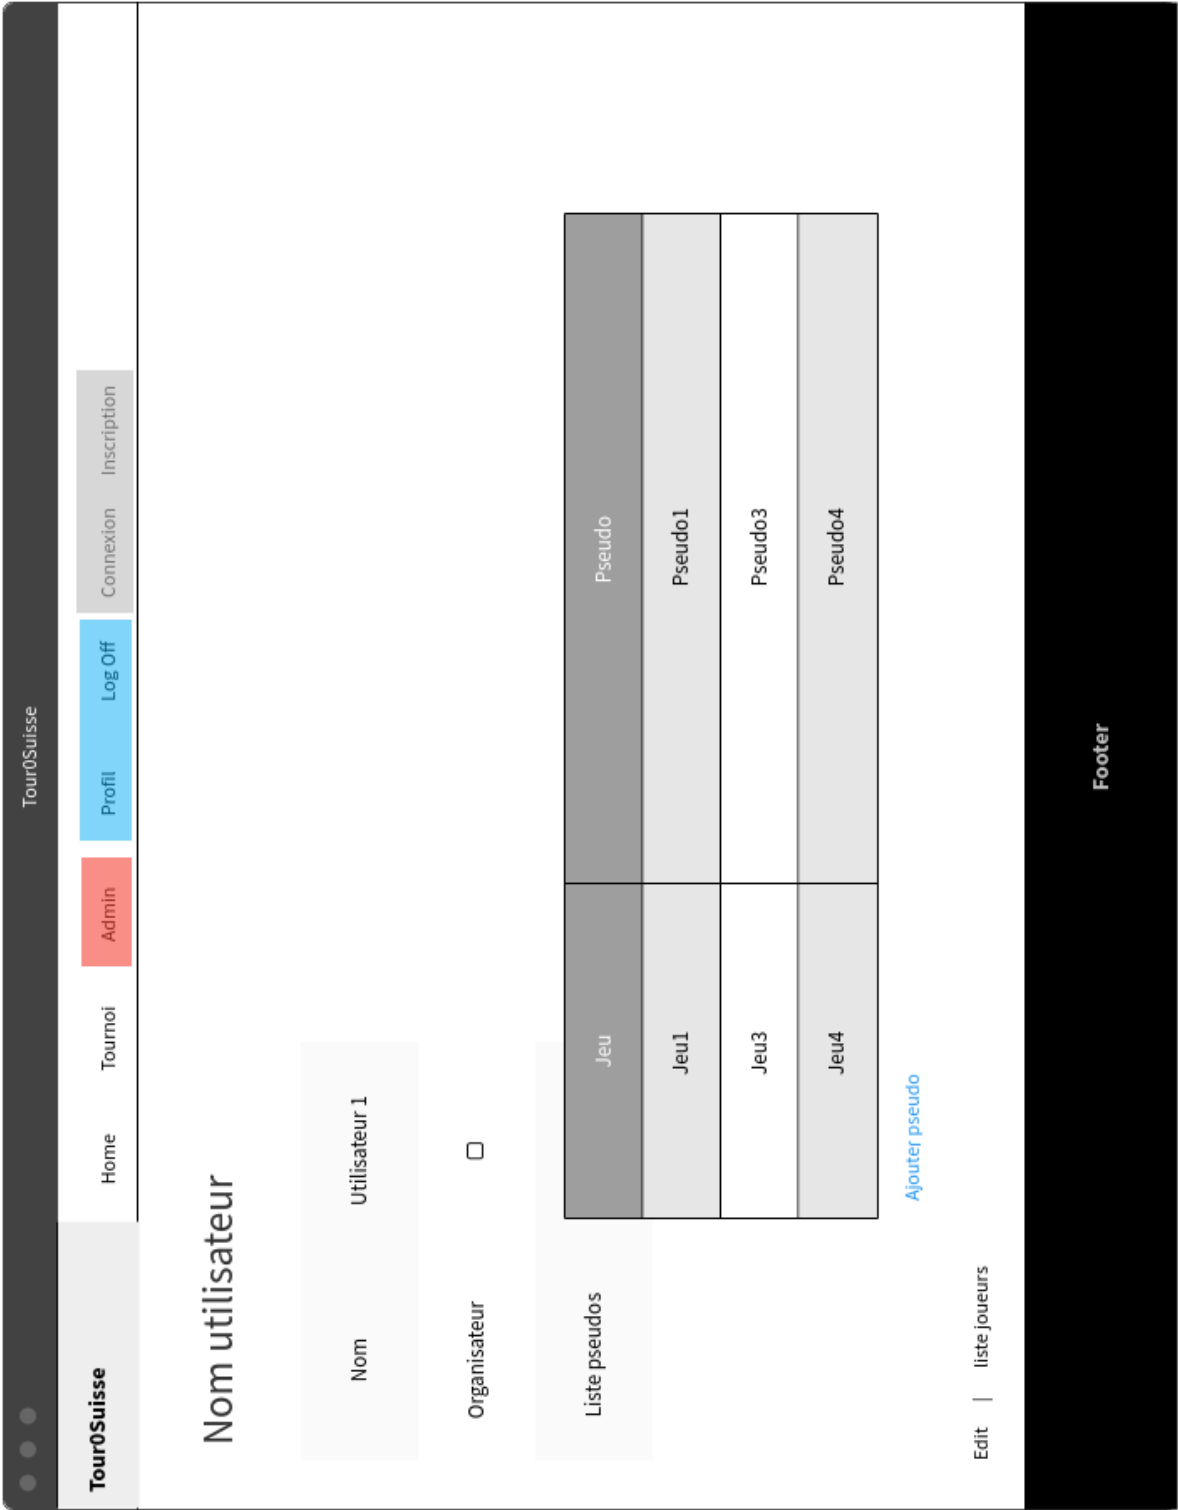 Tour0Suisse
Tour0Suisse Home Tournoi Admin Profil Log Off Connexion Inscription
Nom utilisateur
Nom Utilisateur 1
Organisateur
Liste pseudos Jeu Pseudo
Jeu1 Pseudo1
Jeu3 Pseudo3
Jeu4 Pseudo4
Ajouter pseudo
Edit | liste joueurs
Footer